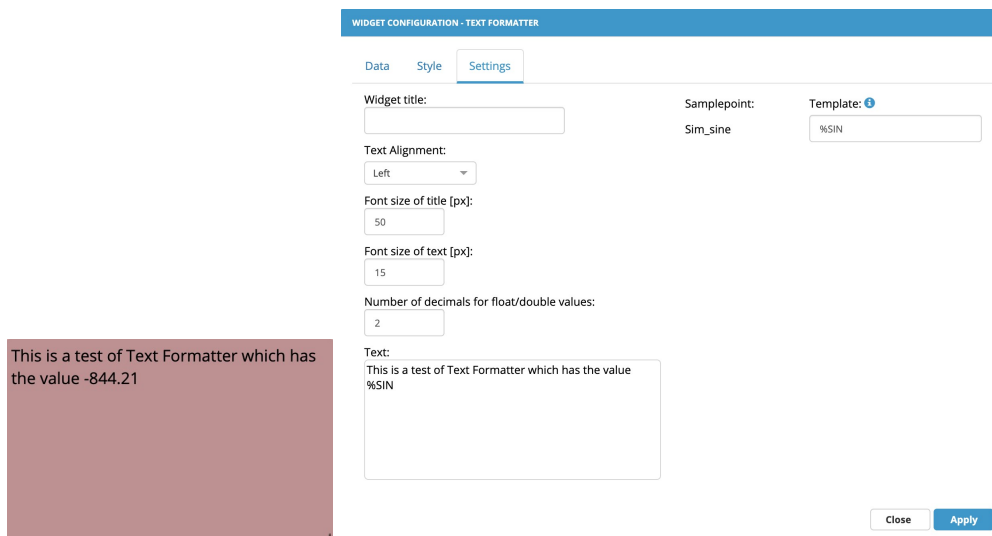 WIDGET CONFIGURATION - TEXT FORMATTER
Data Style Settings
Widget title:
Text Alignment:
Left
Font size of title [px]:
50
Font size of text [px]:
15
Number of decimals for float/double values:
2
Text:
This is a test of Text Formatter which has the value
%SIN
Samplepoint: Template:
Sim_sine %SIN
Close Apply
This is a test of Text Formatter which has
the value -844.21